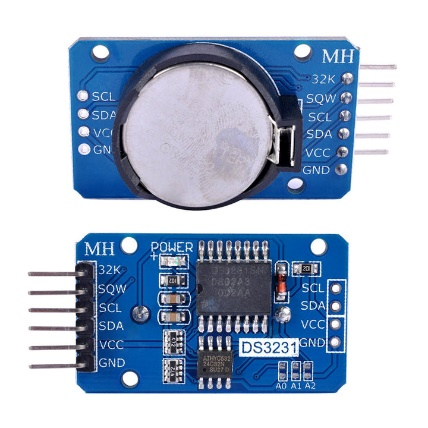 MH
32K
SCL
SQW
SDA
SCL
VCC
SDA
GN
VCC
GND
MH
POWER
+
32K
SQW
SCL
SCL
SDA
SDA
VCC
VCC
GND
GND
DS3231
A0 A1 A2